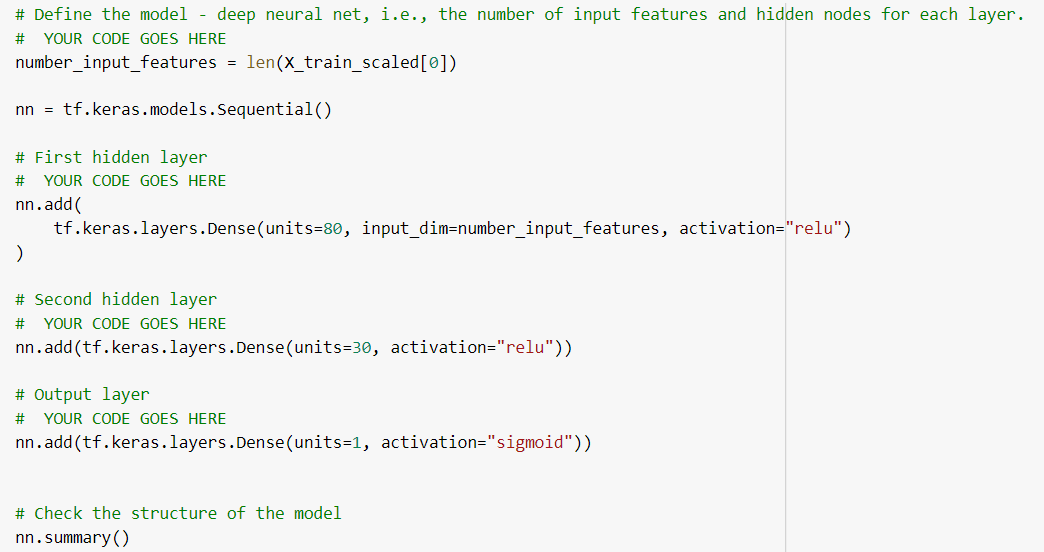 # Define the model - deep neural net, i.e., the number of input features and hidden nodes for each layer.
#  YOUR CODE GOES HERE
number_input_features = len(X_train_scaled[0])
nn = tf.keras.models.Sequential()
# First hidden layer
#  YOUR CODE GOES HERE
nn.add(
    tf.keras.layers.Dense(units=80, input_dim=number_input_features, activation="relu")
)
# Second hidden layer
#  YOUR CODE GOES HERE
nn.add(tf.keras.layers.Dense(units=30, activation="relu"))
# Output layer
#  YOUR CODE GOES HERE
nn.add(tf.keras.layers.Dense(units=1, activation="sigmoid"))
# Check the structure of the model
nn.summary()